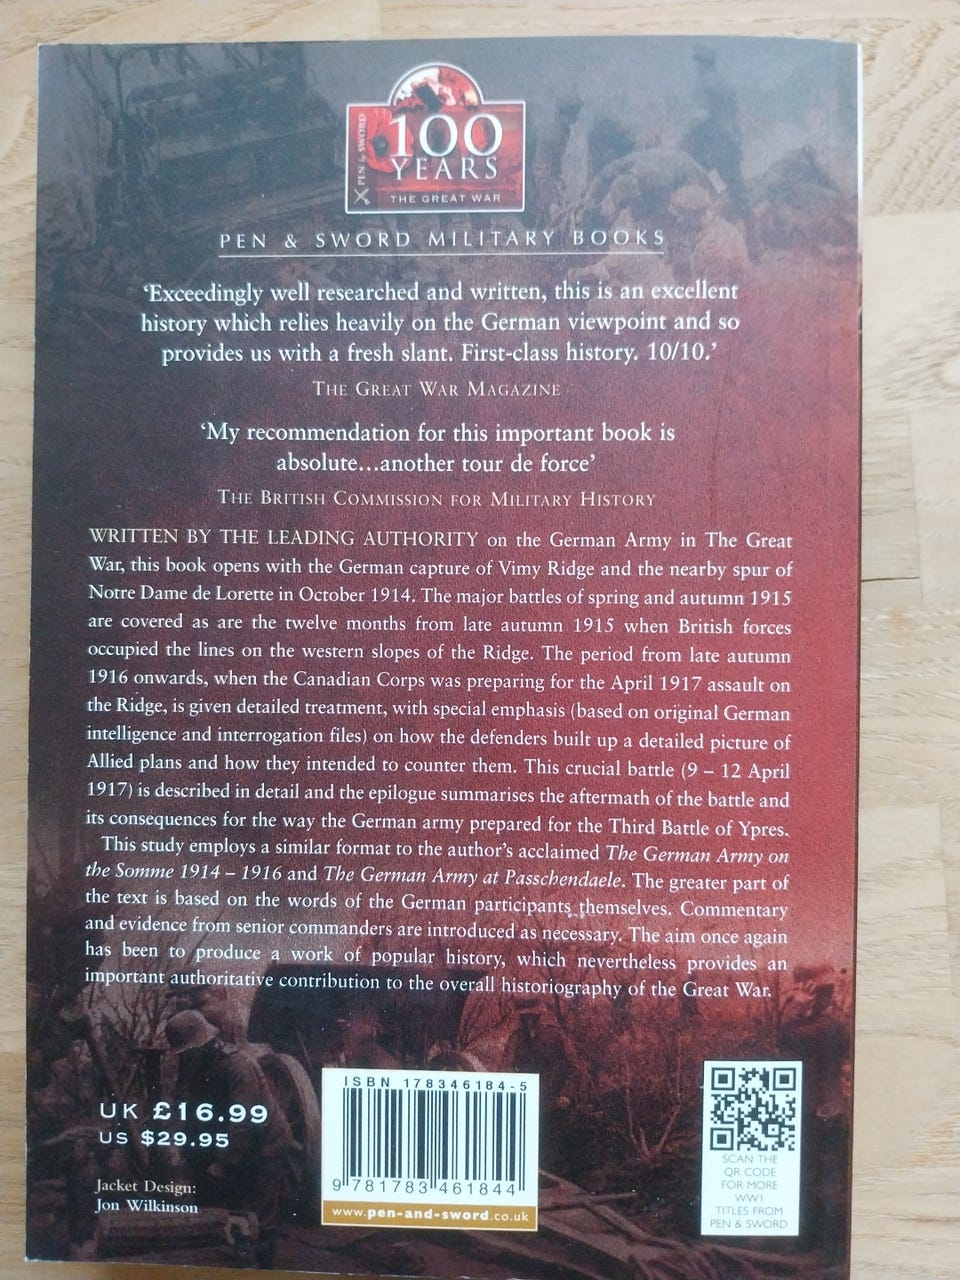 PEN & SWORD
100
YEARS
THE GREAT WAR
PEN & SWORD MILITARY BOOKS
‘Exceedingly well researched and written, this is an excellent
history which relies heavily on the German viewpoint and so
provides us with a fresh slant. First-class history. 10/10.’
THE GREAT WAR MAGAZINE
‘My recommendation for this important book is
absolute...another tour de force’
THE BRITISH COMMISSION FOR MILITARY HISTORY
WRITTEN BY THE LEADING AUTHORITY on the German Army in The Great
War, this book opens with the German capture of Vimy Ridge and the nearby spur of
Notre Dame de Lorette in October 1914. The major battles of spring and autumn 1915
are covered as are the twelve months from late autumn 1915 when British forces
occupied the lines on the western slopes of the Ridge. The period from late autumn
1916 onwards, when the Canadian Corps was preparing for the April 1917 assault on
the Ridge, is given detailed treatment, with special emphasis (based on original German
intelligence and interrogation files) on how the defenders built up a detailed picture of
Allied plans and how they intended to counter them. This crucial battle (9 – 12 April
1917) is described in detail and the epilogue summarises the aftermath of the battle and
its consequences for the way the German army prepared for the Third Battle of Ypres.
This study employs a similar format to the author’s acclaimed The German Army on
the Somme 1914 – 1916 and The German Army at Passchendaele. The greater part of
the text is based on the words of the German participants themselves. Commentary
and evidence from senior commanders are introduced as necessary. The aim once again
has been to produce a work of popular history, which nevertheless provides an
important authoritative contribution to the overall historiography of the Great War.
UK £16.99
US $29.95
Jacket Design:
Jon Wilkinson
ISBN 178346184-5
9 781783 461844
www.pen-and-sword.co.uk
SCAN THE
QR CODE
FOR MORE
WW1
TITLES FROM
PEN & SWORD